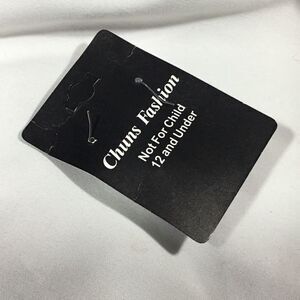 Chuns Fashion
Not For Child
12 and Under